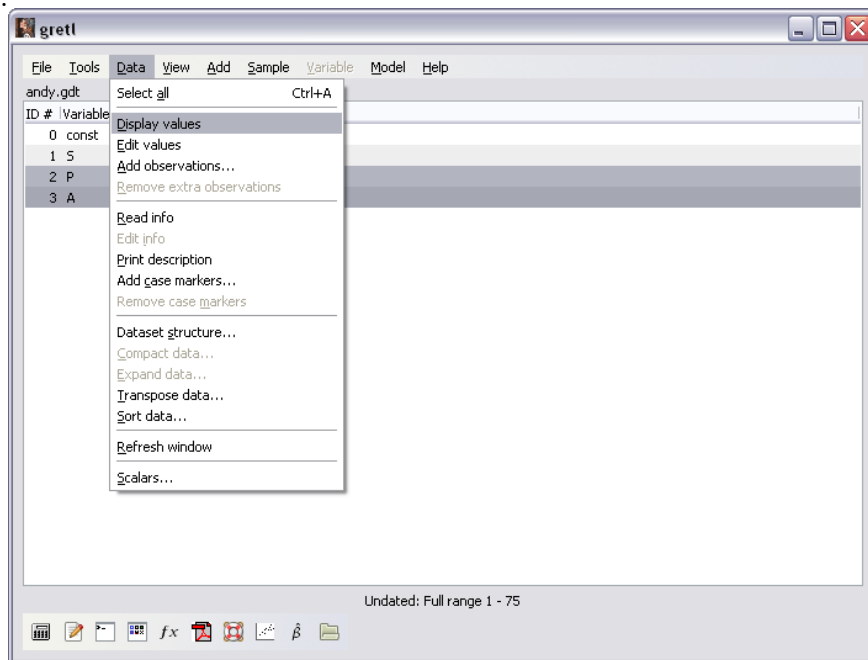 gretl
File Tools Data View Add Sample Variable Model Help
andy.gdt
ID # Variable
0 const
1 S
2 P
3 A
Select all Ctrl+A
Display values
Edit values
Add observations...
Remove extra observations
Read info
Edit info
Print description
Add case markers...
Remove case markers
Dataset structure...
Compact data...
Expand data...
Transpose data...
Sort data...
Refresh window
Scalars...
Undated: Full range 1 - 75
fx
β̂